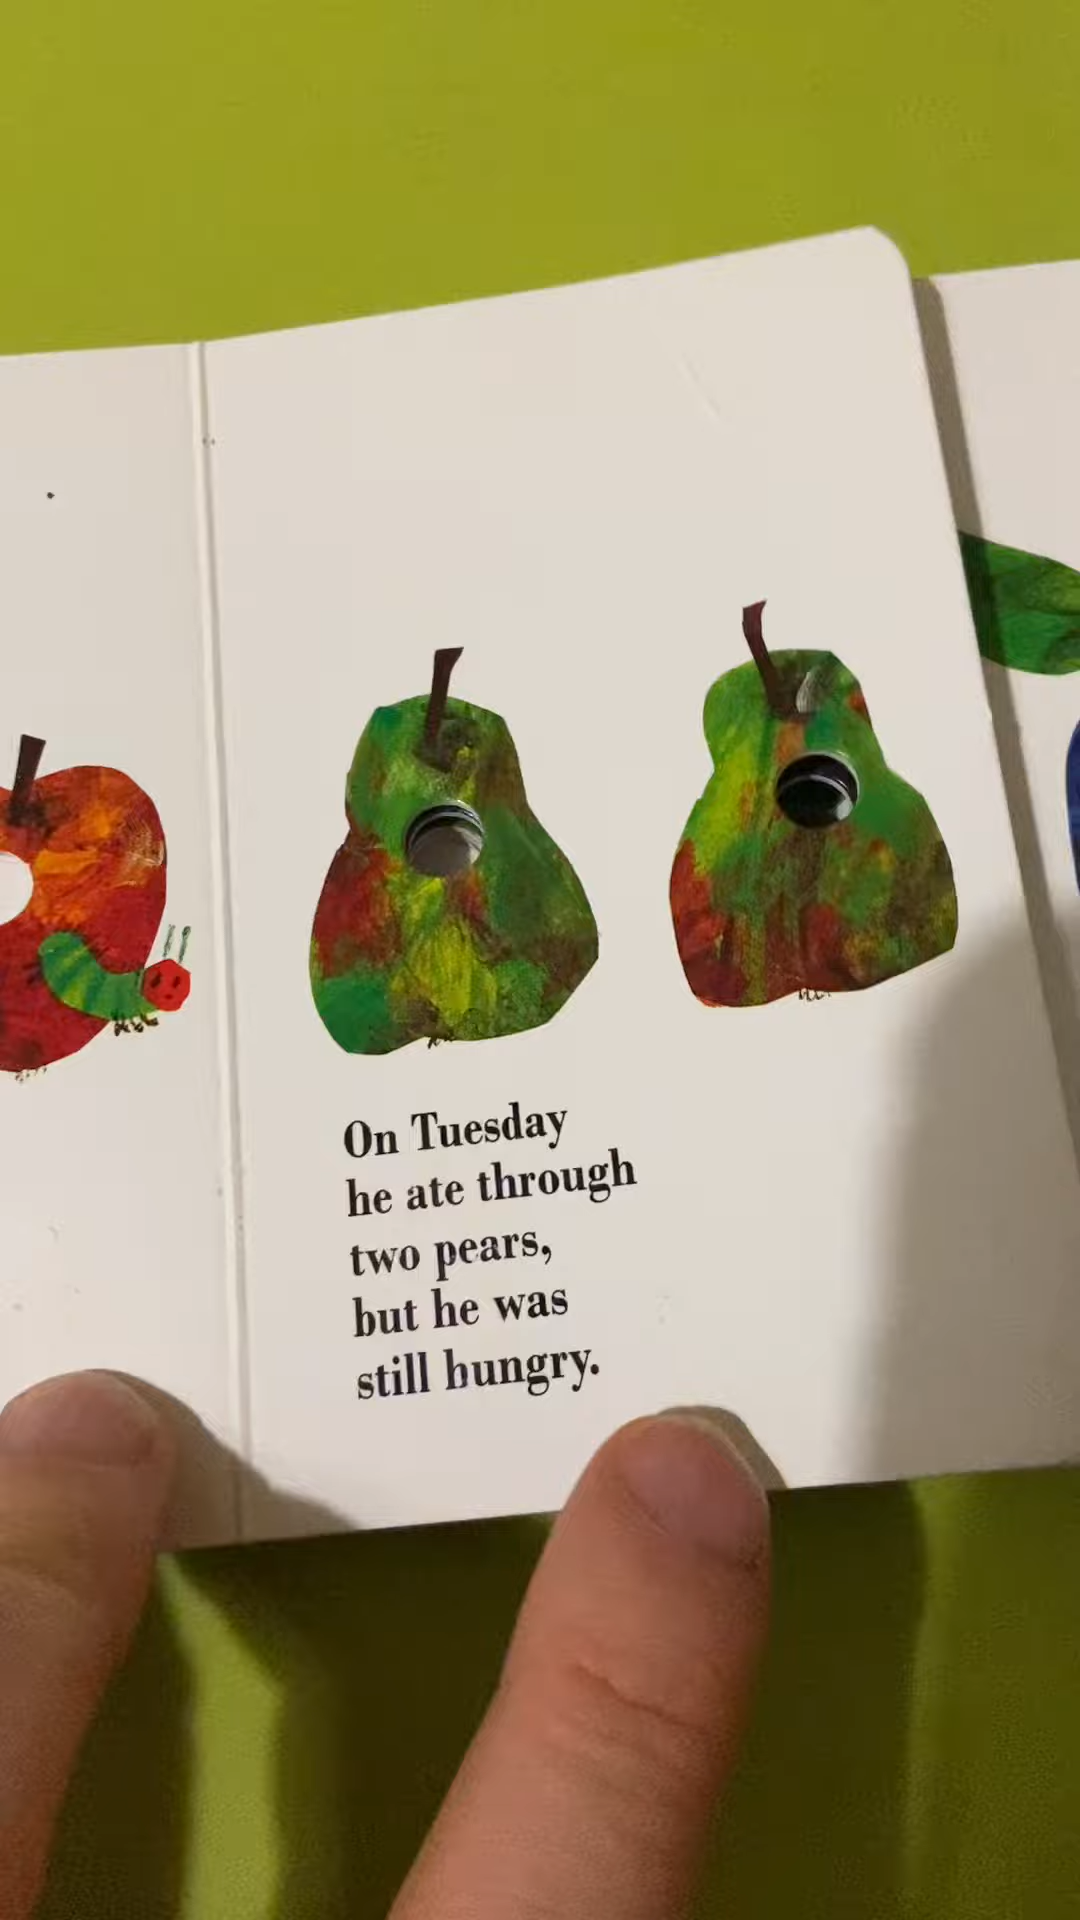 On Tuesday
he ate through
two pears,
but he was
still hungry.